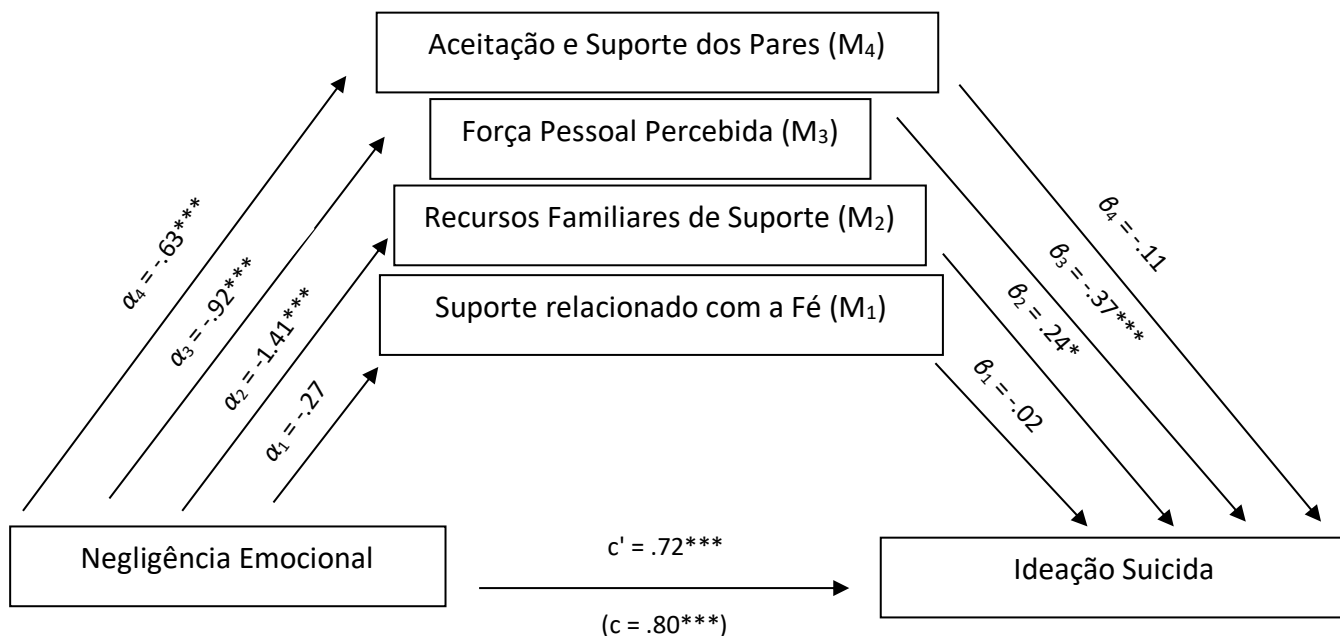 Aceitação e Suporte dos Pares (M₄)
Força Pessoal Percebida (M₃)
Recursos Familiares de Suporte (M₂)
Suporte relacionado com a Fé (M₁)
α₄ = -.63***
α₃ = -.92***
α₂ = -1.41***
α₁ = -.27
β₄ = -.11
β₃ = -.37***
β₂ = .24*
β₁ = -.02
Negligência Emocional
c' = .72***
(c = .80***)
Ideação Suicida